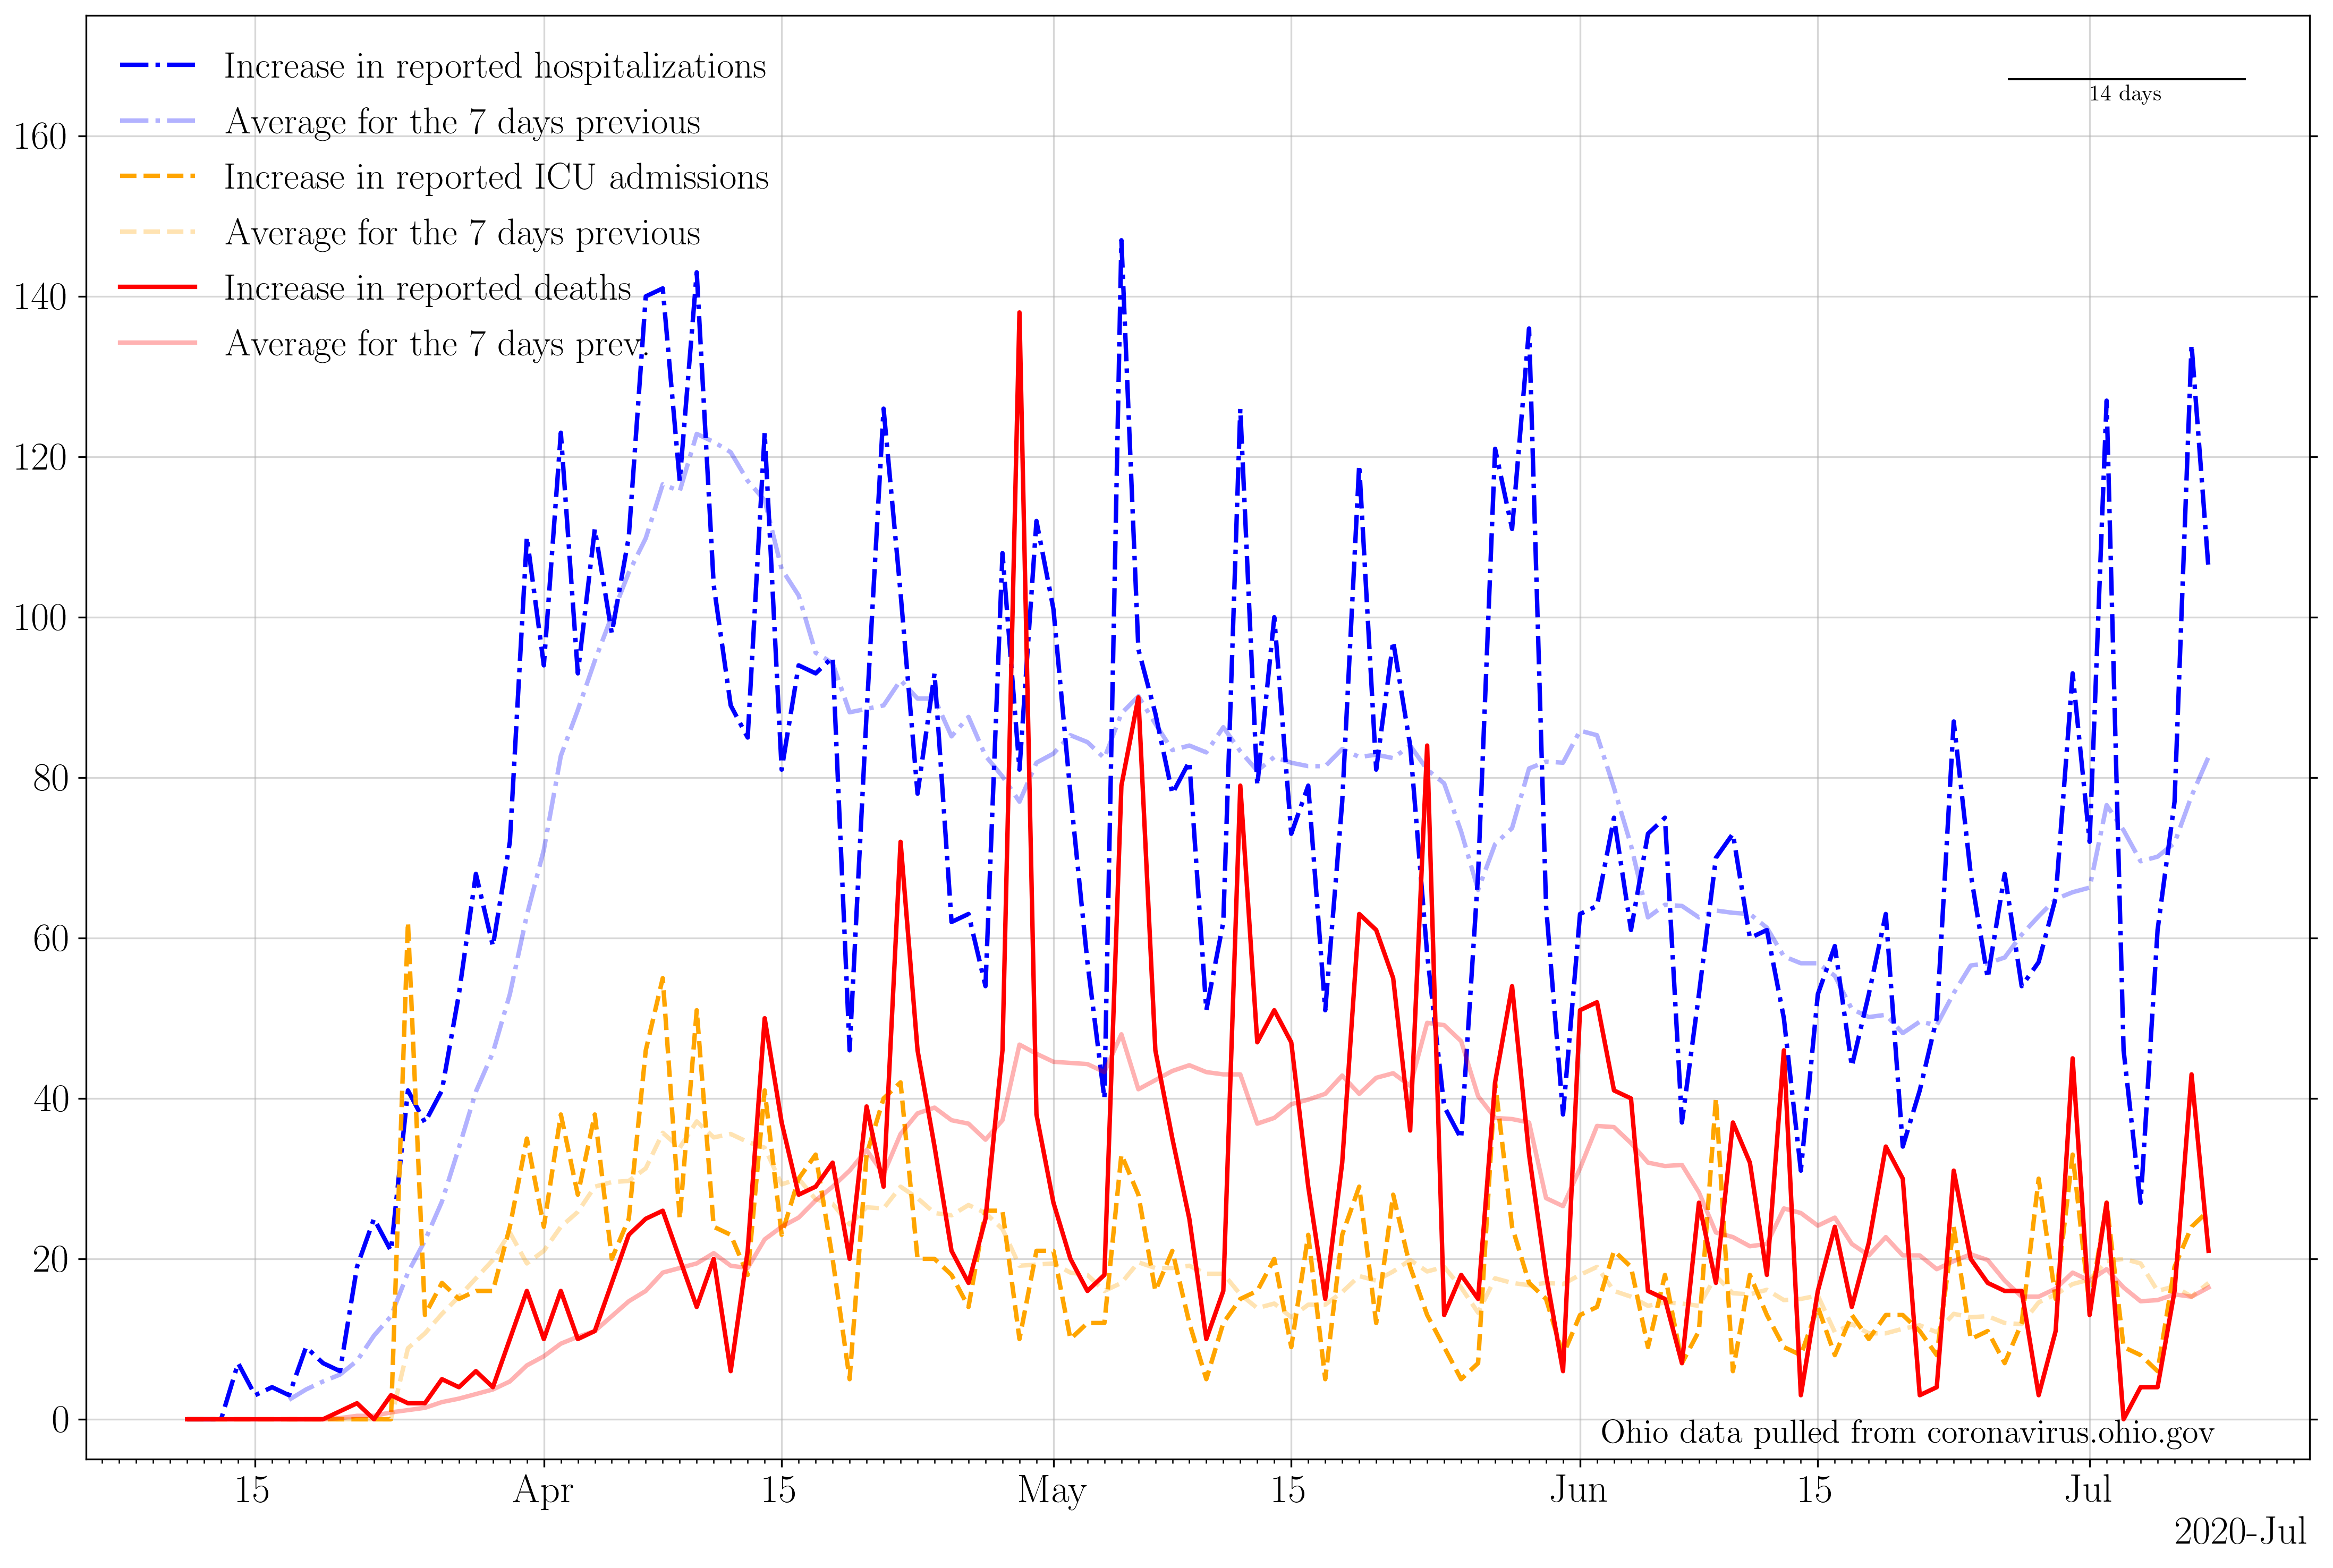 Increase in reported hospitalizations
Average for the 7 days previous
Increase in reported ICU admissions
Average for the 7 days previous
Increase in reported deaths
Average for the 7 days prev.
14 days
160
140
120
100
80
60
40
20
0
Ohio data pulled from coronavirus.ohio.gov
15 Apr 15 May 15 Jun 15 Jul
2020-Jul